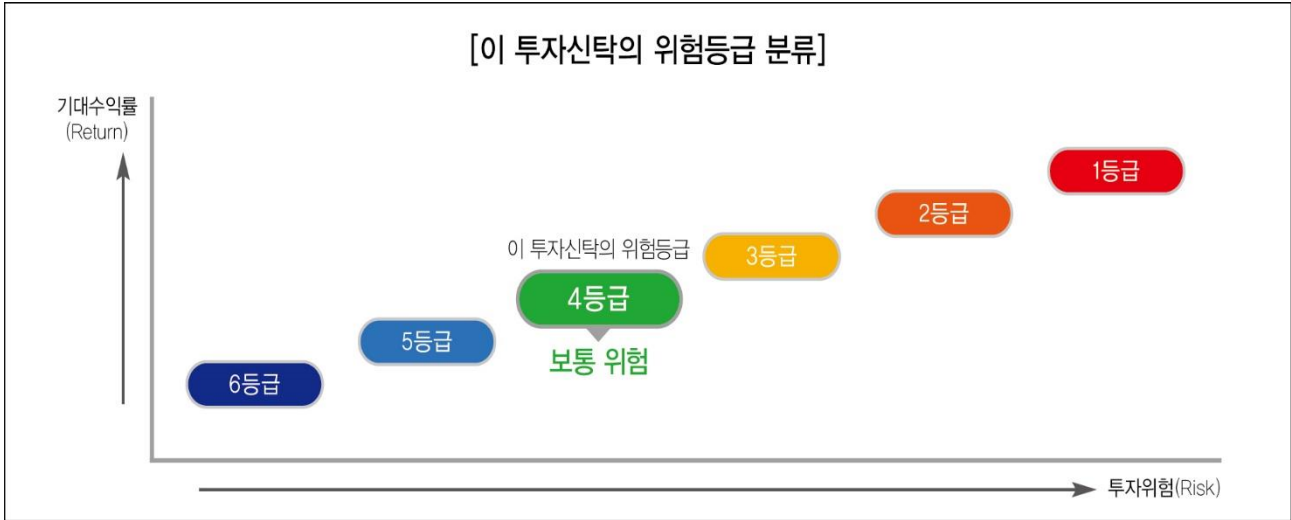 [이 투자신탁의 위험등급 분류]
기대수익률
(Return)
1등급
2등급
이 투자신탁의 위험등급
3등급
4등급
5등급
보통 위험
6등급
투자위험(Risk)